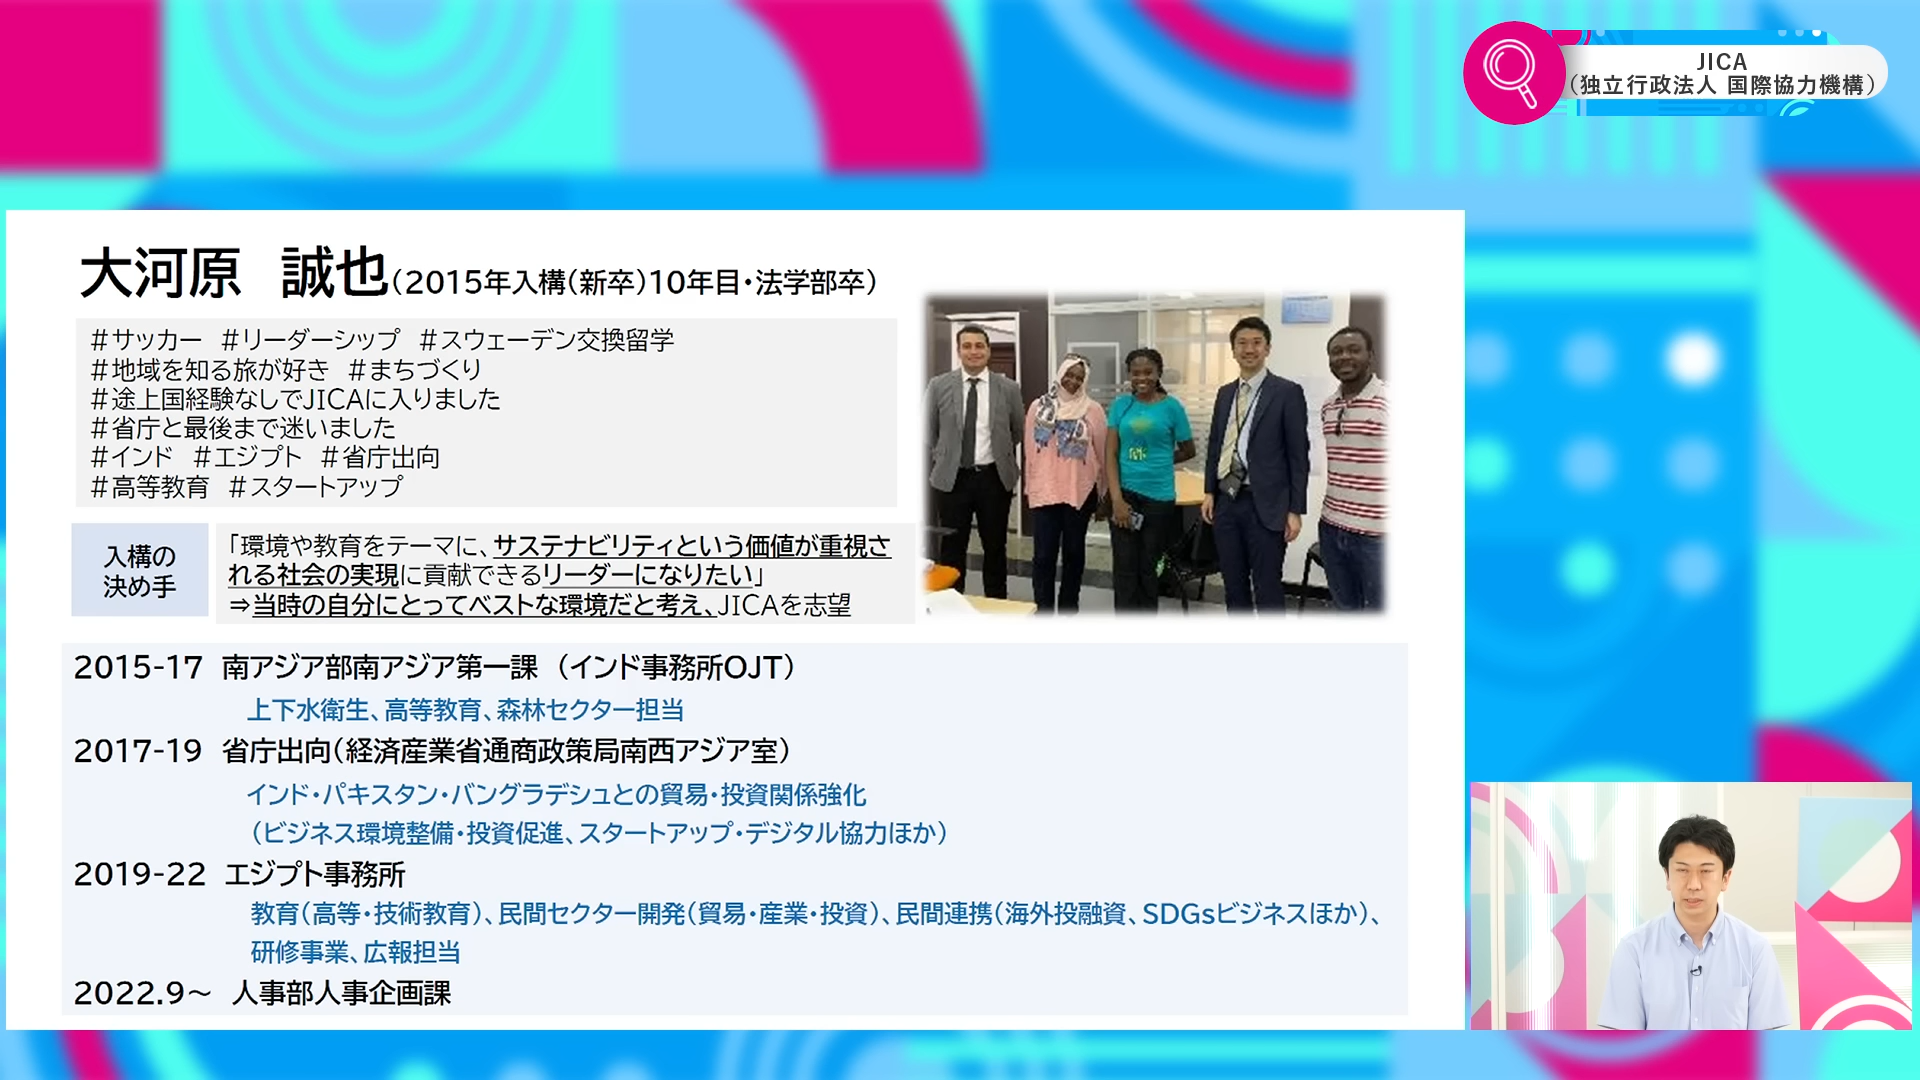 JICA
（独立行政法人 国際協力機構）
大河原　誠也（2015年入構（新卒）10年目・法学部卒）
＃サッカー　＃リーダーシップ　＃スウェーデン交換留学
＃地域を知る旅が好き　＃まちづくり
＃途上国経験なしでJICAに入りました
＃省庁と最後まで迷いました
＃インド　＃エジプト　＃省庁出向
＃高等教育　＃スタートアップ
入構の
決め手
「環境や教育をテーマに、サステナビリティという価値が重視さ
れる社会の実現に貢献できるリーダーになりたい」
⇒当時の自分にとってベストな環境だと考え、JICAを志望
2015-17　南アジア部南アジア第一課　（インド事務所OJT）
上下水衛生、高等教育、森林セクター担当
2017-19　省庁出向（経済産業省通商政策局南西アジア室）
インド・パキスタン・バングラデシュとの貿易・投資関係強化
（ビジネス環境整備・投資促進、スタートアップ・デジタル協力ほか）
2019-22　エジプト事務所
教育（高等・技術教育）、民間セクター開発（貿易・産業・投資）、民間連携（海外投融資、SDGsビジネスほか）、
研修事業、広報担当
2022.9～　人事部人事企画課